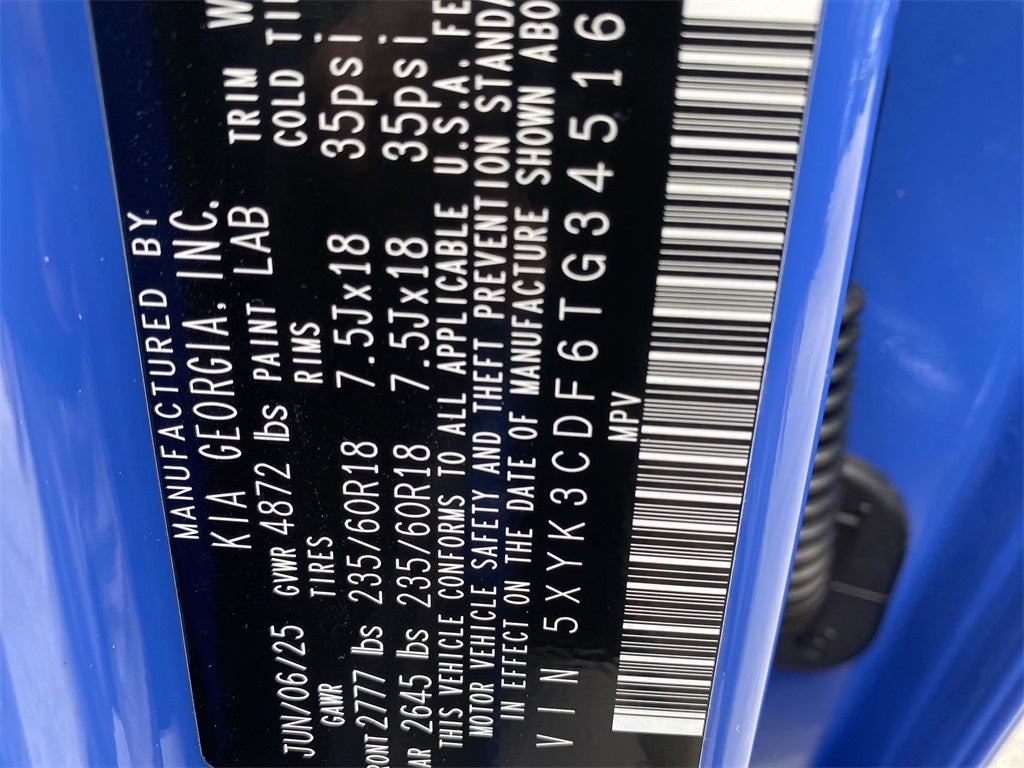 MANUFACTURED BY
KIA GEORGIA, INC.
JUN/06/25 GVWR 4872 lbs PAINT LAB TRIM W
GAWR TIRES RIMS COLD TI
RONT 2777 lbs 235/60R18 7.5Jx18 35psi
AR 2645 lbs 235/60R18 7.5Jx18 35psi
THIS VEHICLE CONFORMS TO ALL APPLICABLE U.S.A. FE
MOTOR VEHICLE SAFETY AND THEFT PREVENTION STANDA
IN EFFECT ON THE DATE OF MANUFACTURE SHOWN ABO
VIN 5XYK3CDF6TG34516
MPV